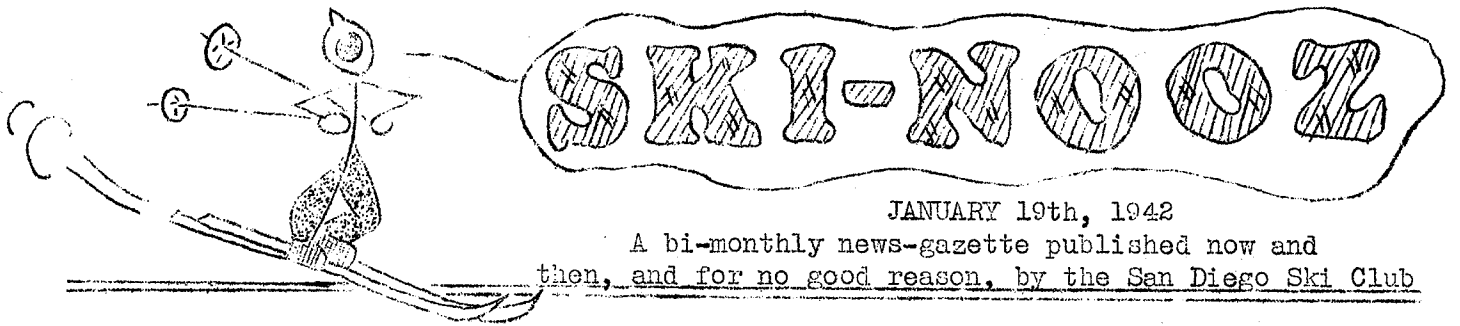 SKI-NOOZ
JANUARY 19th, 1942
A bi-monthly news-gazette published now and
then, and for no good reason, by the San Diego Ski Club